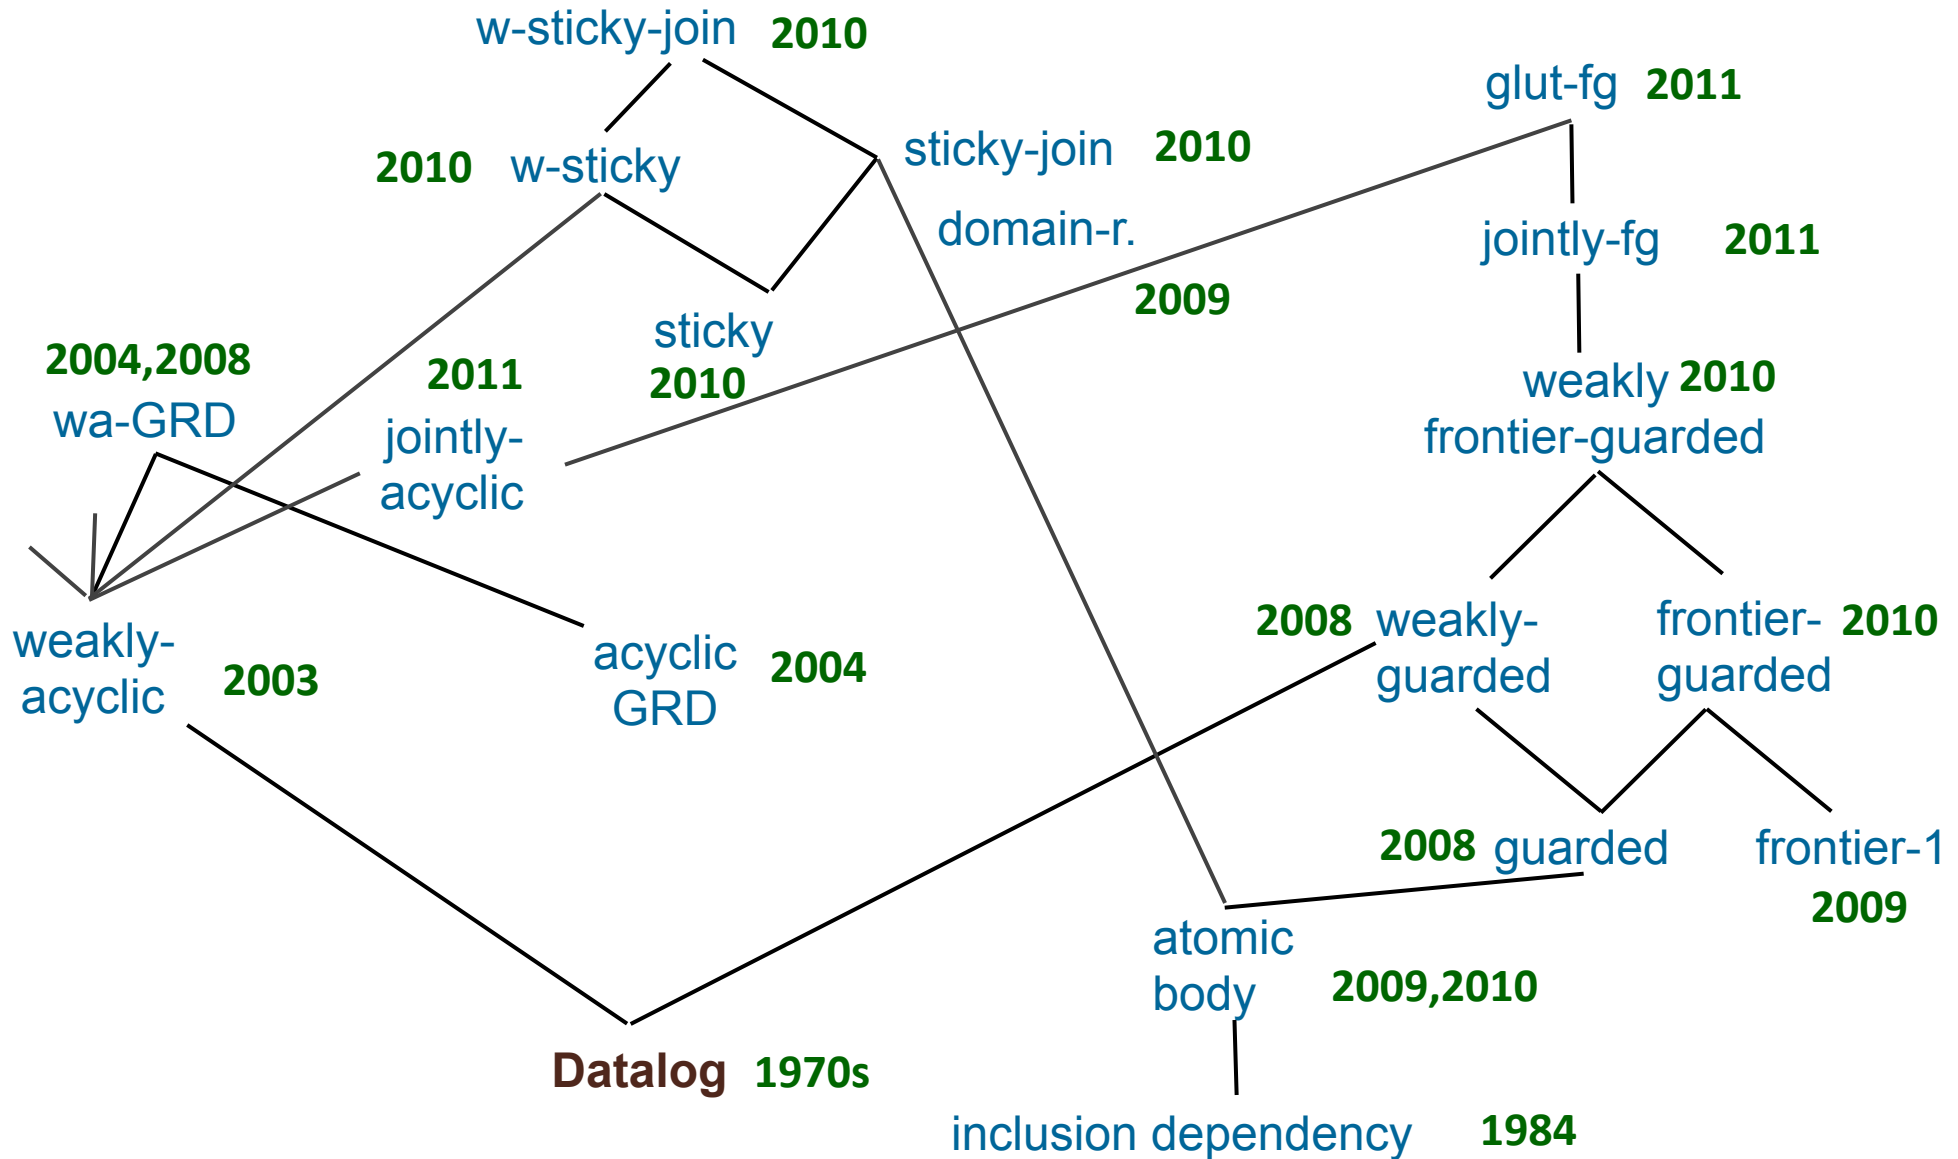 w-sticky-join 2010
glut-fg 2011
2010 w-sticky
sticky-join 2010
domain-r.
jointly-fg 2011
2009
sticky
2010
2004,2008
wa-GRD
2011
jointly-
acyclic
weakly 2010
frontier-guarded
weakly-
acyclic
2003
acyclic
GRD
2004
2008 weakly-
guarded
frontier- 2010
guarded
2008 guarded
frontier-1
2009
atomic
body
2009,2010
Datalog 1970s
inclusion dependency 1984